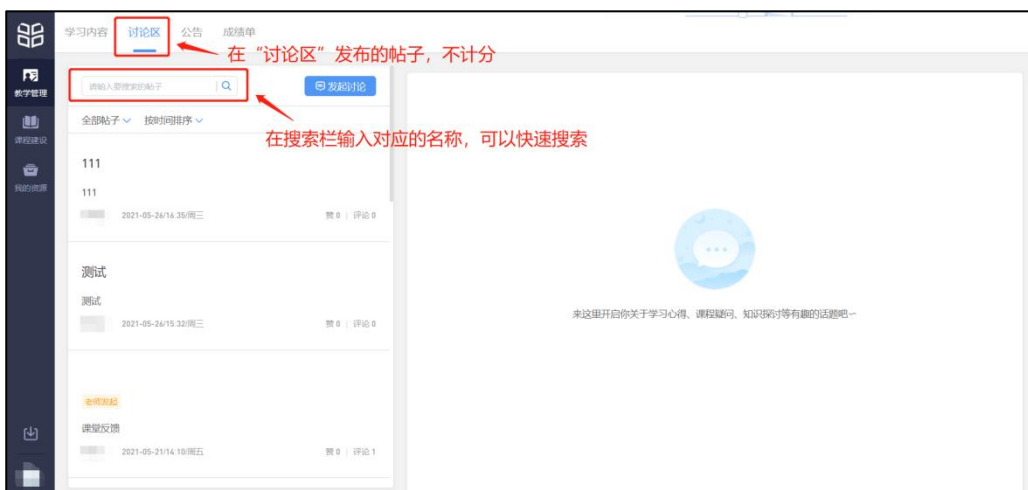 学习内容 讨论区 公告 成绩单
在“讨论区”发布的帖子，不计分
教学管理
课程建设
我的资源
请输入要搜索的帖子
发起讨论
全部帖子 按时间排序
在搜索栏输入对应的名称，可以快速搜索
111
111
2021-05-26/16:35/周三 赞 0 | 评论 0
测试
测试
2021-05-26/15:32/周三 赞 0 | 评论 0
来这里开启你关于学习心得、课程疑问、知识探讨等有趣的话题吧~
老师发起
课堂反馈
2021-05-21/14:10/周五 赞 0 | 评论 1